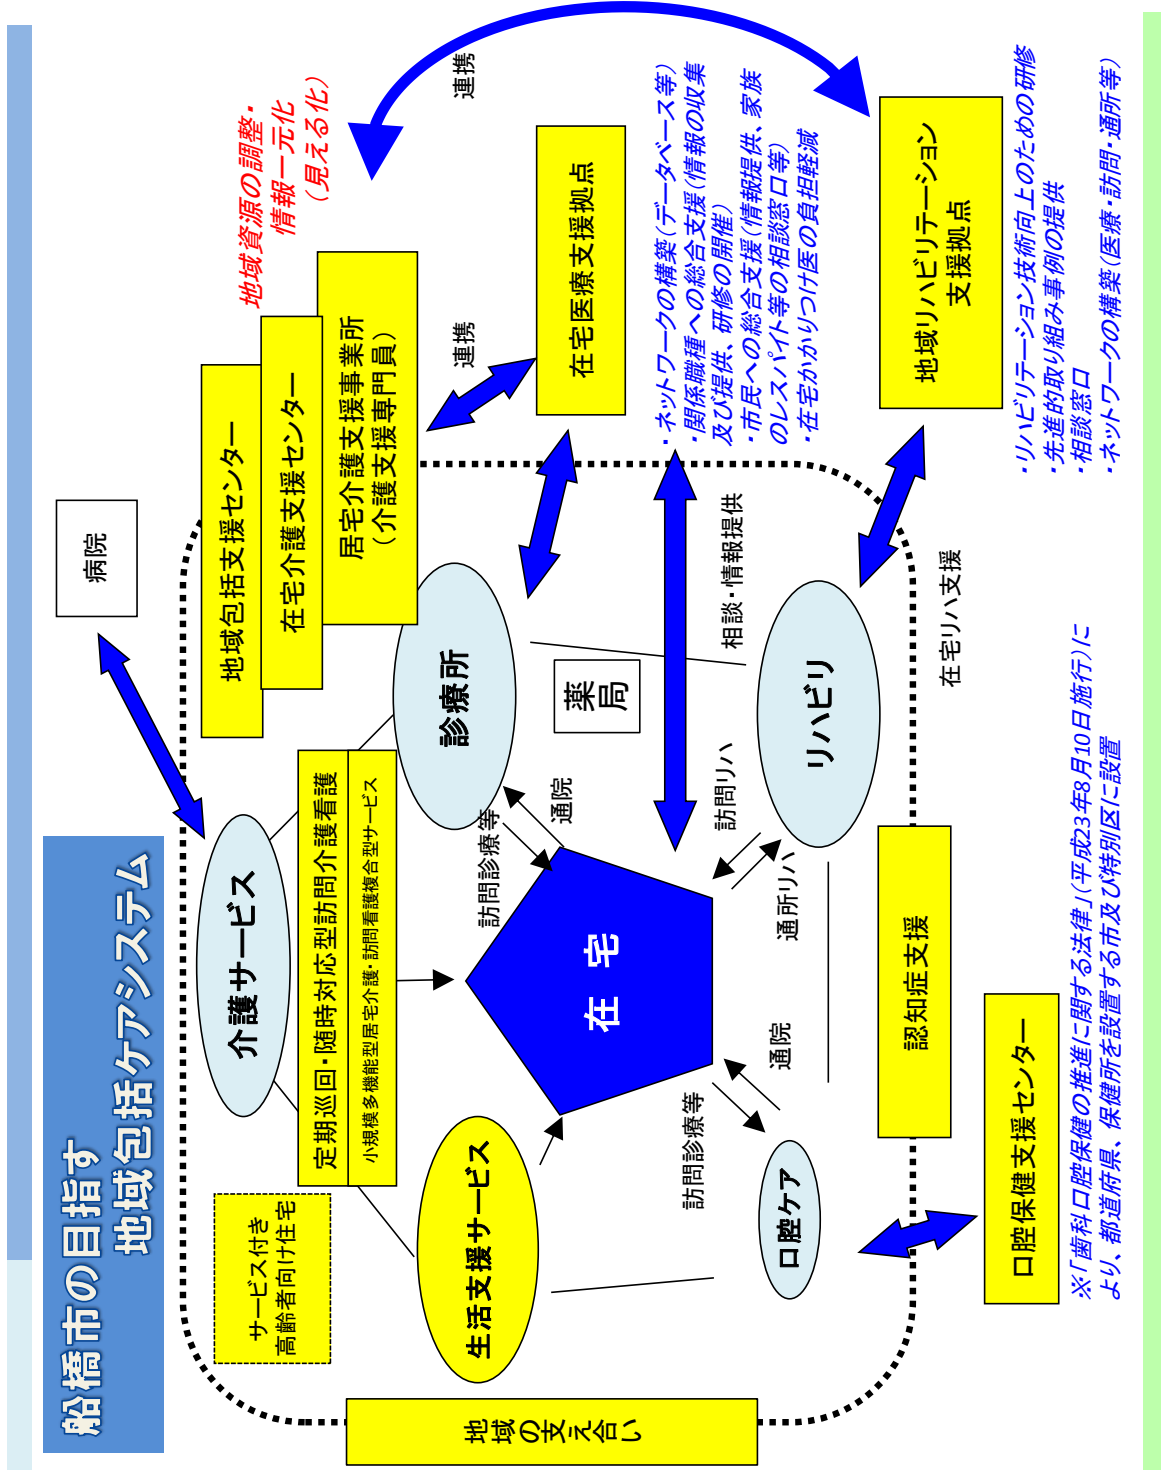 船橋市の目指す
地域包括ケアシステム
病院
地域資源の調整・
情報一元化
（見える化）
地域包括支援センター
在宅介護支援センター
居宅介護支援事業所
（介護支援専門員）
連携
連携
サービス付き
高齢者向け住宅
介護サービス
定期巡回・随時対応型訪問介護看護
小規模多機能型居宅介護・訪問看護複合型サービス
診療所
在宅医療支援拠点
・ネットワークの構築（データベース等）
・関係職種への総合支援（情報の収集
及び提供、研修の開催）
・市民への総合支援（情報提供、家族
のレスパイト等の相談窓口等）
・在宅かかりつけ医の負担軽減
生活支援サービス
訪問診療等
通院
薬
局
相談・情報提供
在 宅
地域の支え合い
訪問診療等
通院
訪問リハ
通所リハ
口腔ケア
リハビリ
地域リハビリテーション
支援拠点
認知症支援
在宅リハ支援
口腔保健支援センター
・リハビリテーション技術向上のための研修
・先進的取り組み事例の提供
・相談窓口
・ネットワークの構築（医療・訪問・通所等）
※「歯科口腔保健の推進に関する法律」（平成23年8月10日施行）に
より、都道府県、保健所を設置する市及び特別区に設置